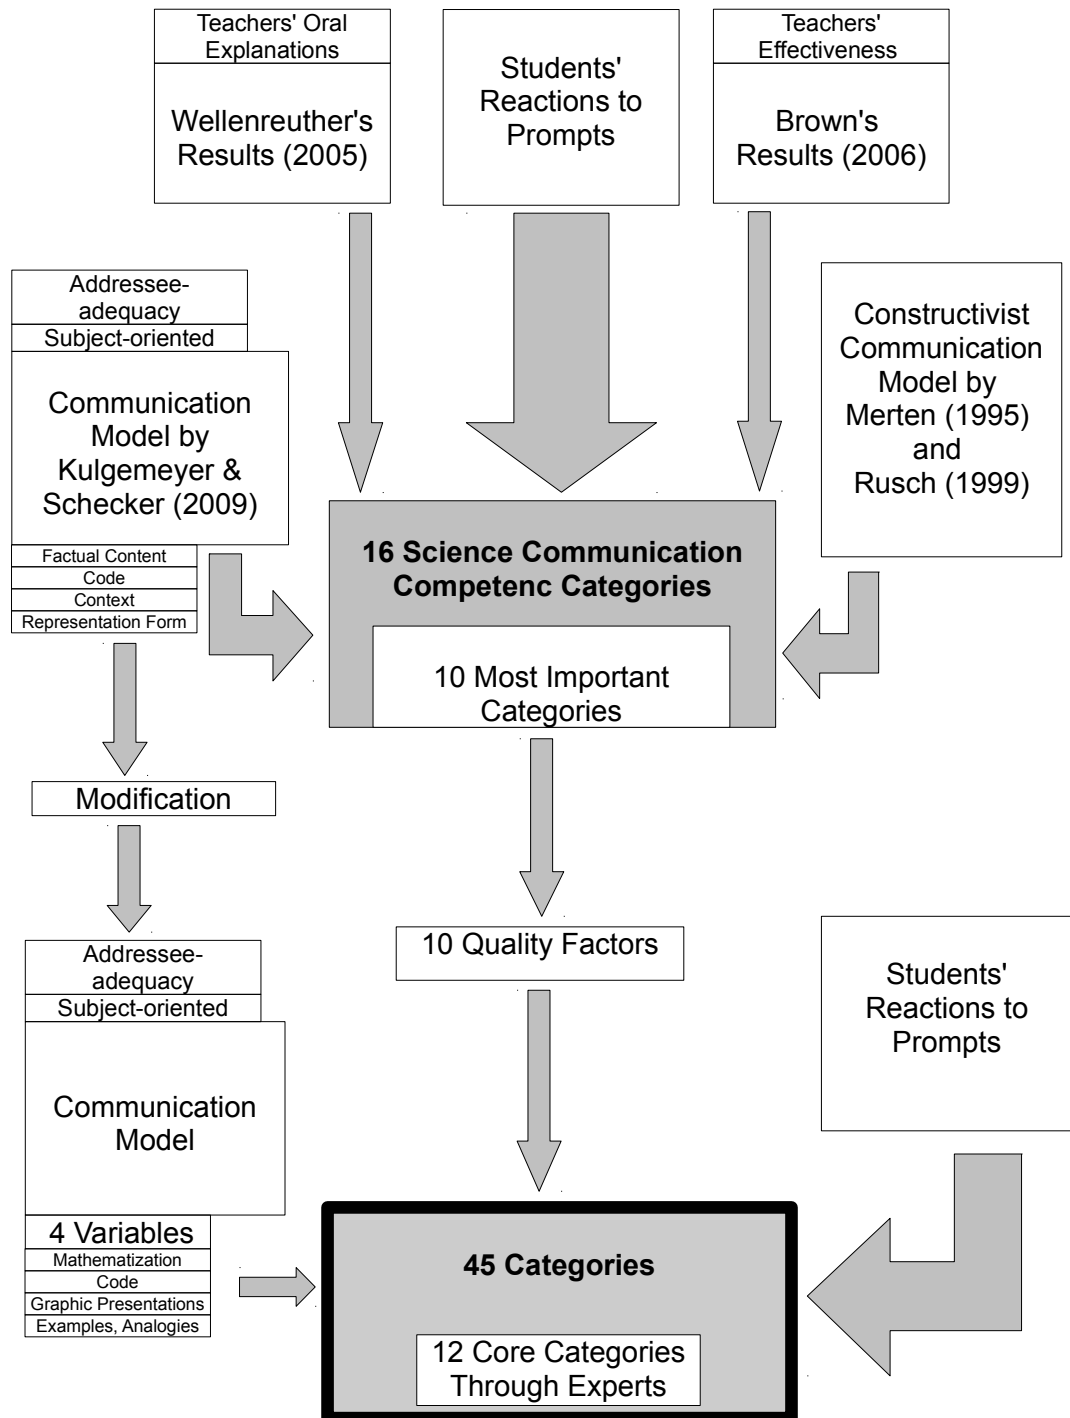 Teachers' Oral
Explanations
Wellenreuther's
Results (2005)
Students'
Reactions to
Prompts
Teachers'
Effectiveness
Brown's
Results (2006)
Addressee-
adequacy
Subject-oriented
Communication
Model by
Kulgemeyer &
Schecker (2009)
Factual Content
Code
Context
Representation Form
Constructivist
Communication
Model by
Merten (1995)
and
Rusch (1999)
16 Science Communication
Competenc Categories
10 Most Important
Categories
Modification
10 Quality Factors
Addressee-
adequacy
Subject-oriented
Communication
Model
4 Variables
Mathematization
Code
Graphic Presentations
Examples, Analogies
Students'
Reactions to
Prompts
45 Categories
12 Core Categories
Through Experts